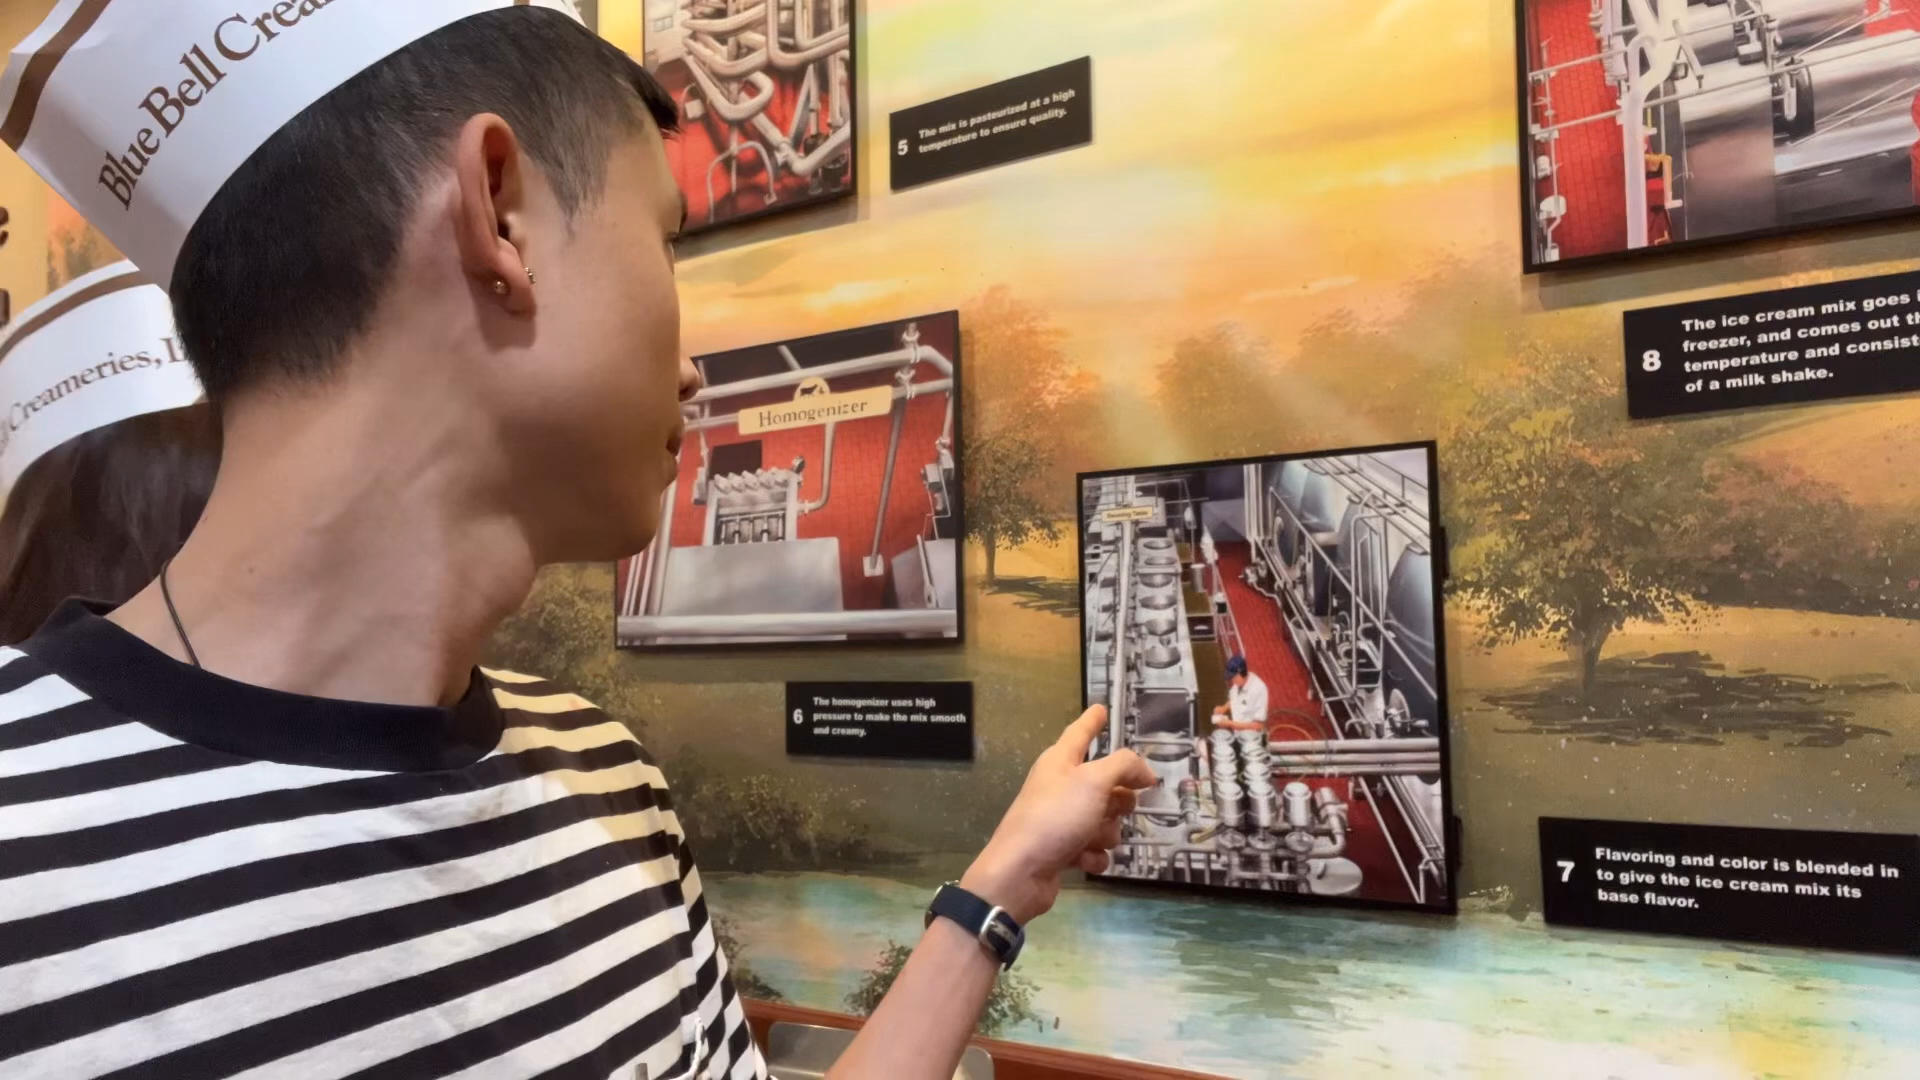 Blue Bell Crea
Creameries, L
5
The mix is pasteurized at a high
temperature to ensure quality.
Homogenizer
6
The homogenizer uses high
pressure to make the mix smooth
and creamy.
8
The ice cream mix goes i
freezer, and comes out th
temperature and consist
of a milk shake.
7
Flavoring and color is blended in
to give the ice cream mix its
base flavor.